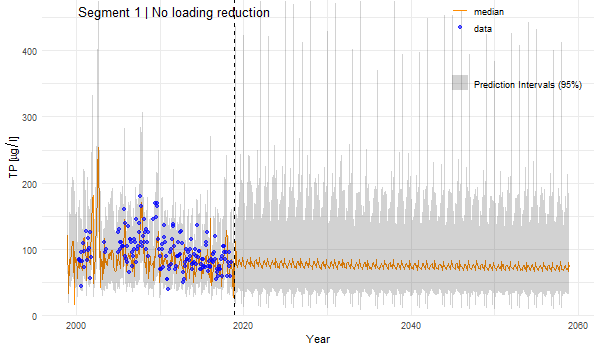 Segment 1 | No loading reduction
median
data
Prediction Intervals (95%)
TP [ug/l]
400
300
200
100
0
2000
2020
2040
2060
Year